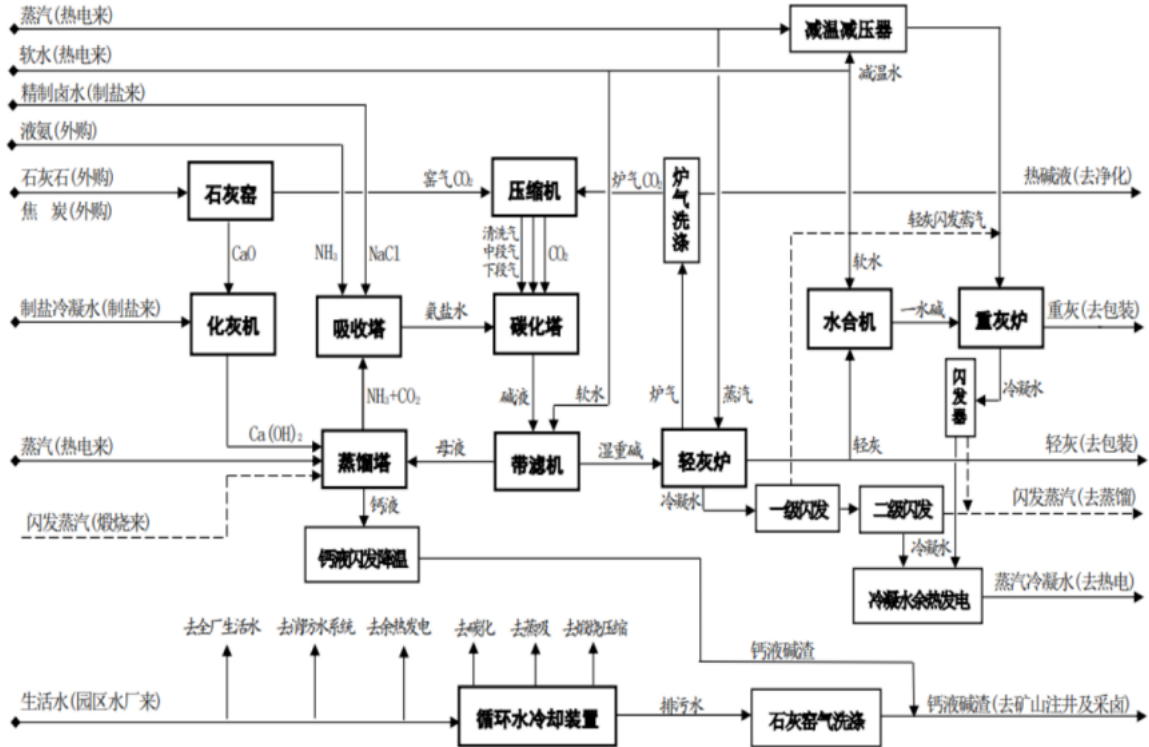 蒸汽(热电来)
减温减压器
软水(热电来)
减温水
精制卤水(制盐来)
液氨(外购)
石灰石(外购)
焦 炭(外购)
石灰窑
窑气CO₂
压缩机
炉气CO₂
炉气洗涤
热碱液(去净化)
轻灰闪发蒸汽
清洗气
中段气
下段气
CO₂
CaO
NH₃
NaCl
软水
制盐冷凝水(制盐来)
化灰机
吸收塔
氨盐水
碳化塔
水合机
一水碱
重灰炉
重灰(去包装)
NH₃+CO₂
碱液
软水
炉气
蒸汽
闪发器
冷凝水
Ca(OH)₂
蒸汽(热电来)
蒸馏塔
母液
带滤机
湿重碱
轻灰炉
轻灰
轻灰(去包装)
闪发蒸汽(煅烧来)
钙液
冷凝水
一级闪发
二级闪发
闪发蒸汽(去蒸馏)
钙液闪发降温
冷凝水
冷凝水余热发电
蒸汽冷凝水(去热电)
去全厂生活水
去消防水系统
去余热发电
去碳化
去蒸吸
去煅烧压缩
钙液碱渣
生活水(园区水厂来)
循环水冷却装置
排污水
石灰窑气洗涤
钙液碱渣(去矿山注井及采卤)